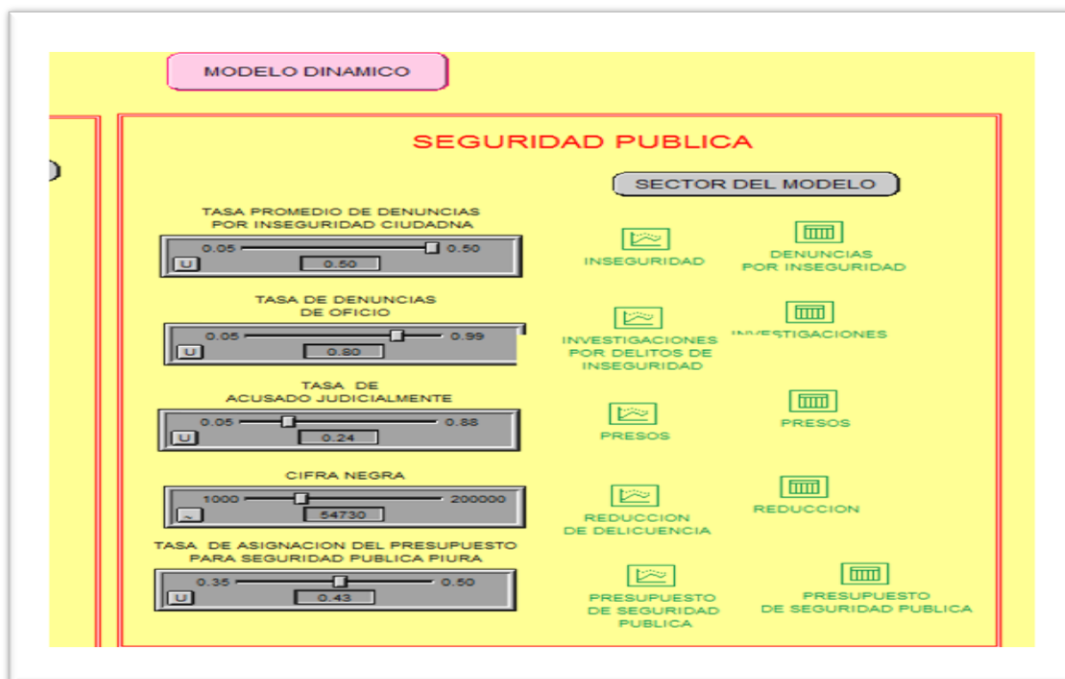 MODELO DINAMICO
SEGURIDAD PUBLICA
SECTOR DEL MODELO
TASA PROMEDIO DE DENUNCIAS
POR INSEGURIDAD CIUDADNA
0.05 0.50
U 0.50
INSEGURIDAD
DENUNCIAS
POR INSEGURIDAD
TASA DE DENUNCIAS
DE OFICIO
0.05 0.99
U 0.80
INVESTIGACIONES
POR DELITOS DE
INSEGURIDAD
INVESTIGACIONES
TASA DE
ACUSADO JUDICIALMENTE
0.05 0.88
U 0.24
PRESOS
PRESOS
CIFRA NEGRA
1000 200000
~ 54730
REDUCCION
DE DELICUENCIA
REDUCCION
TASA DE ASIGNACION DEL PRESUPUESTO
PARA SEGURIDAD PUBLICA PIURA
0.35 0.50
U 0.43
PRESUPUESTO
DE SEGURIDAD
PUBLICA
PRESUPUESTO
DE SEGURIDAD PUBLICA